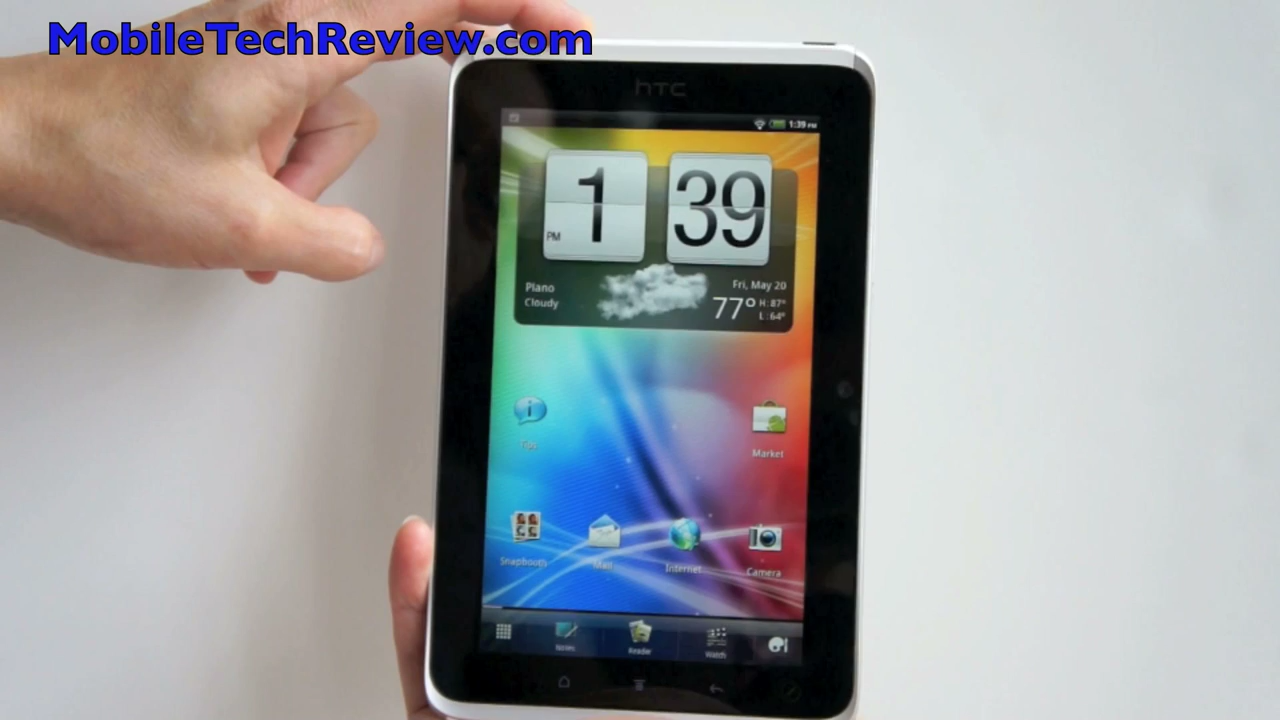 MobileTechReview.com
hTC
1:39 PM
1 39
PM
Plano
Cloudy
Fri, May 20
77° H: 87°
L: 64°
Tips
Market
Snapbooth Mail Internet Camera
Notes Reader Watch